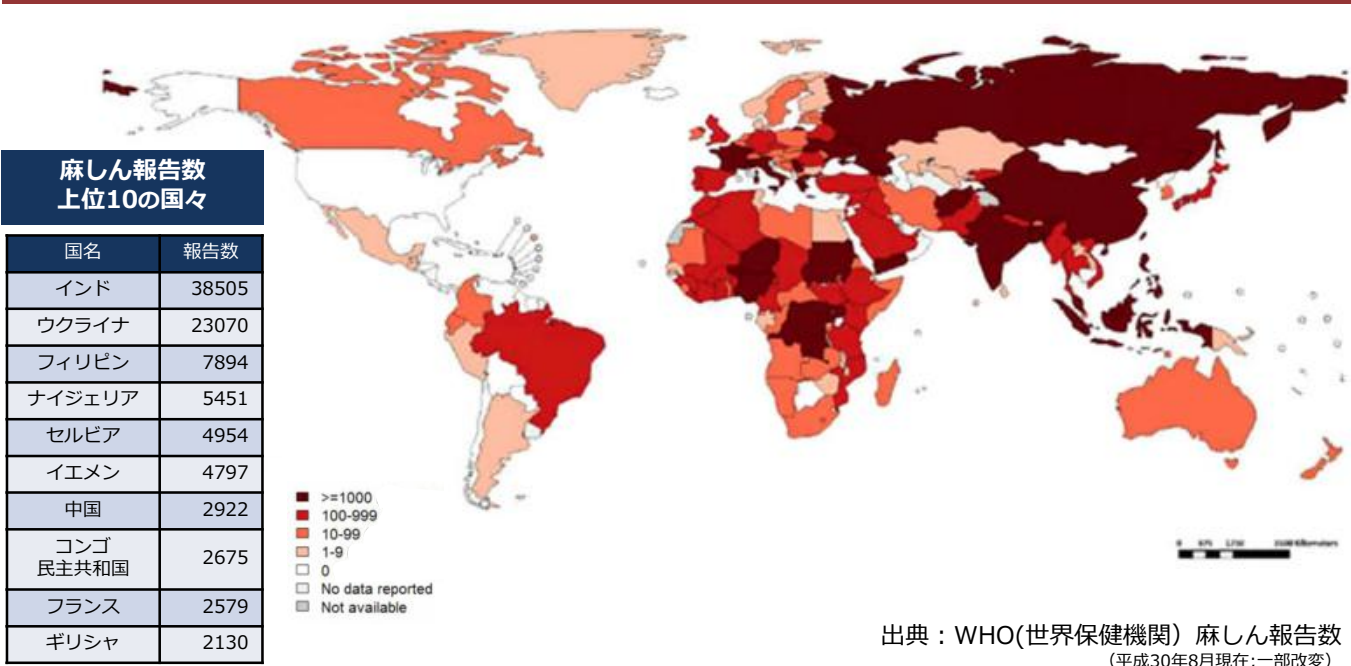 麻しん報告数
上位10の国々
国名 報告数
インド 38505
ウクライナ 23070
フィリピン 7894
ナイジェリア 5451
セルビア 4954
イエメン 4797
中国 2922
コンゴ
民主共和国 2675
フランス 2579
ギリシャ 2130
>=1000
100-999
10-99
1-9
0
No data reported
Not available
0 875 1750 3500 Kilometers
出典：WHO(世界保健機関）麻しん報告数
（平成30年8月現在:一部改変）